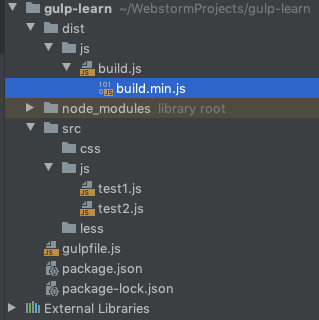 gulp-learn ~/WebstormProjects/gulp-learn
dist
js
build.js
build.min.js
node_modules library root
src
css
js
test1.js
test2.js
less
gulpfile.js
package.json
package-lock.json
External Libraries